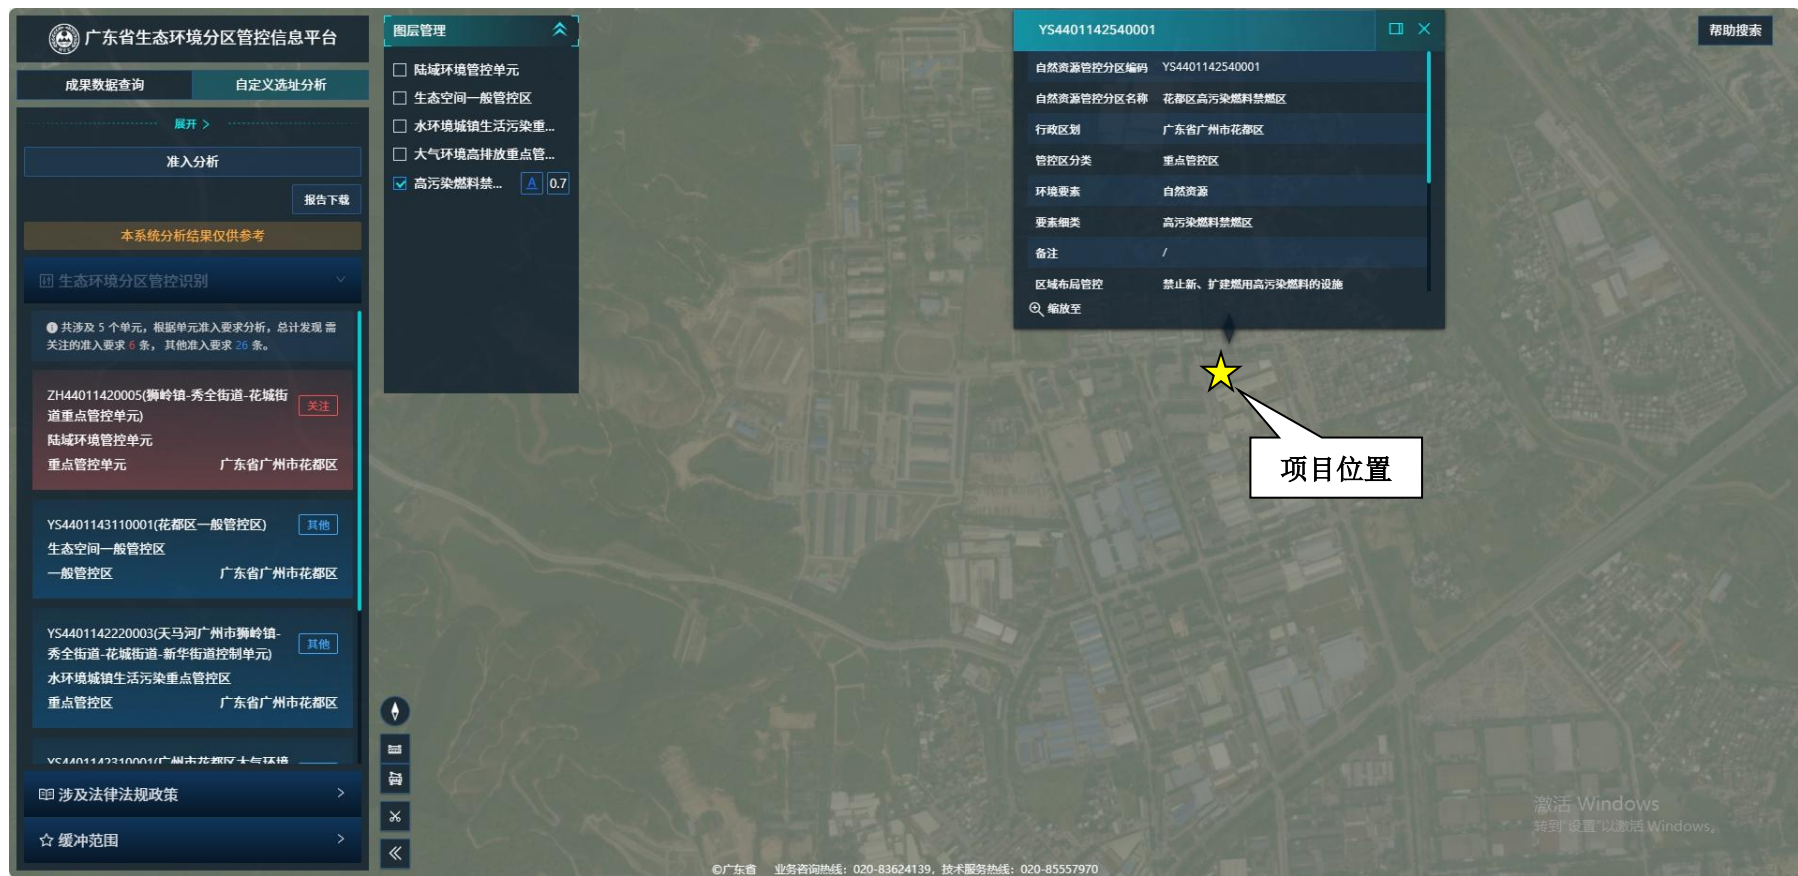 广东省生态环境分区管控信息平台
成果数据查询
自定义选址分析
展开 >
准入分析
报告下载
本系统分析结果仅供参考
生态环境分区管控识别
共涉及 5 个单元，根据单元准入要求分析，总计发现 需
关注的准入要求 6 条， 其他准入要求 26 条。
ZH44011420005(狮岭镇-秀全街道-花城街
道重点管控单元)
关注
陆域环境管控单元
重点管控单元 广东省广州市花都区
YS4401143110001(花都区一般管控区)
其他
生态空间一般管控区
一般管控区 广东省广州市花都区
YS4401142220003(天马河广州市狮岭镇-
秀全街道-花城街道-新华街道控制单元)
其他
水环境城镇生活污染重点管控区
重点管控区 广东省广州市花都区
YS4401142310001(广州市花都区大气环境
涉及法律法规政策
缓冲范围
图层管理
陆域环境管控单元
生态空间一般管控区
水环境城镇生活污染重...
大气环境高排放重点管...
高污染燃料禁... A 0.7
YS4401142540001
自然资源管控分区编码 YS4401142540001
自然资源管控分区名称 花都区高污染燃料禁燃区
行政区划 广东省广州市花都区
管控区分类 重点管控区
环境要素 自然资源
要素细类 高污染燃料禁燃区
备注 /
区域布局管控 禁止新、扩建燃用高污染燃料的设施
缩放至
帮助搜索
项目位置
激活 Windows
转到"设置"以激活 Windows。
©广东省 业务咨询热线：020-83624139，技术服务热线：020-85557970